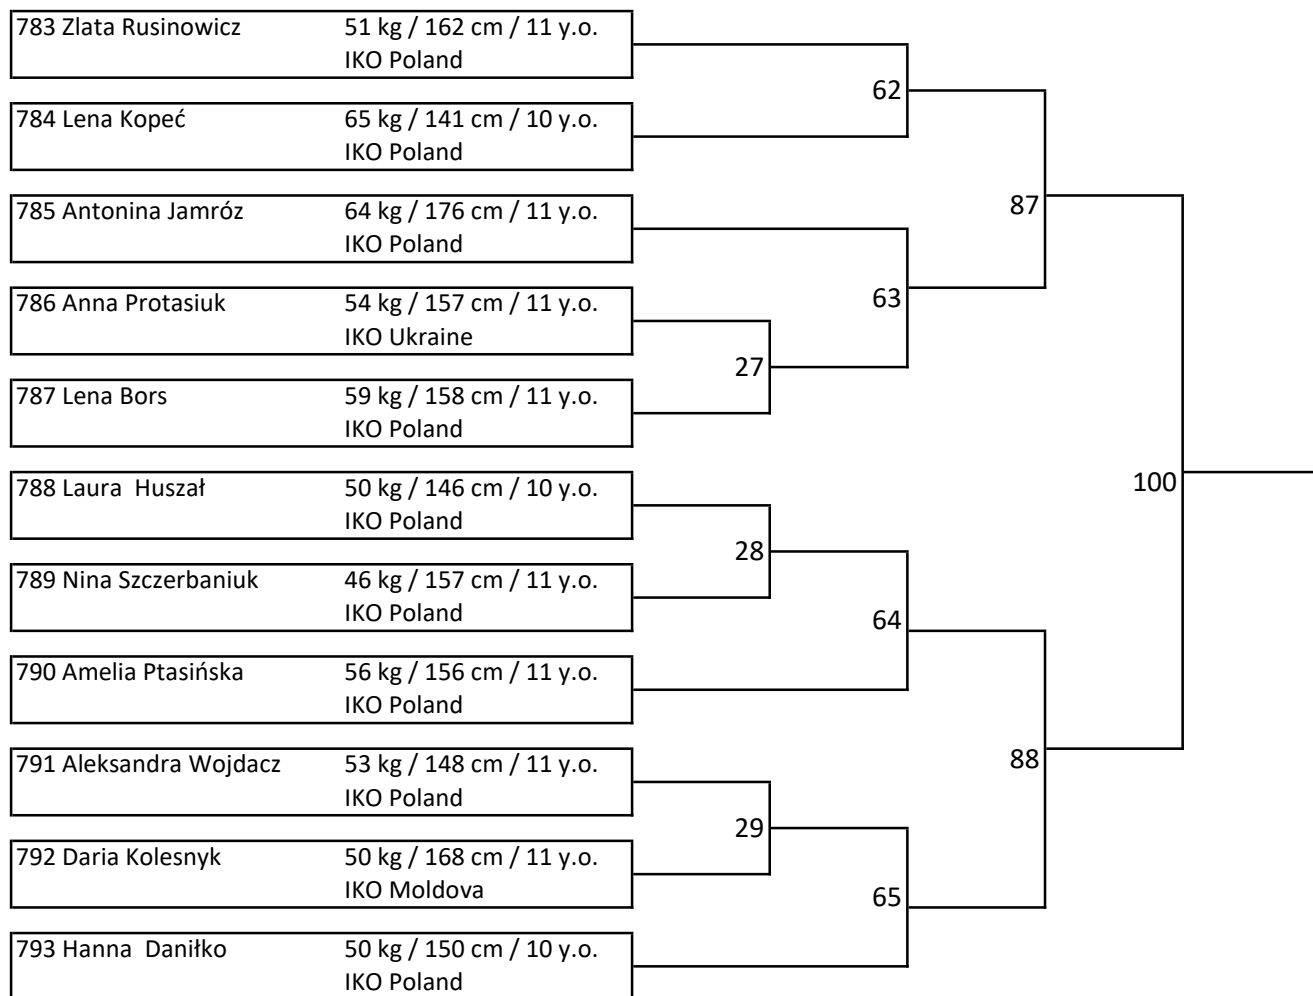 783 Zlata Rusinowicz 51 kg / 162 cm / 11 y.o.
IKO Poland
62
784 Lena Kopeć 65 kg / 141 cm / 10 y.o.
IKO Poland
785 Antonina Jamróz 64 kg / 176 cm / 11 y.o.
87
IKO Poland
786 Anna Protasiuk 54 kg / 157 cm / 11 y.o.
63
IKO Ukraine
27
787 Lena Bors 59 kg / 158 cm / 11 y.o.
IKO Poland
788 Laura  Huszał 50 kg / 146 cm / 10 y.o.
100
IKO Poland
28
789 Nina Szczerbaniuk 46 kg / 157 cm / 11 y.o.
IKO Poland
64
790 Amelia Ptasińska 56 kg / 156 cm / 11 y.o.
IKO Poland
791 Aleksandra Wojdacz 53 kg / 148 cm / 11 y.o.
88
IKO Poland
29
792 Daria Kolesnyk 50 kg / 168 cm / 11 y.o.
IKO Moldova
65
793 Hanna  Daniłko 50 kg / 150 cm / 10 y.o.
IKO Poland